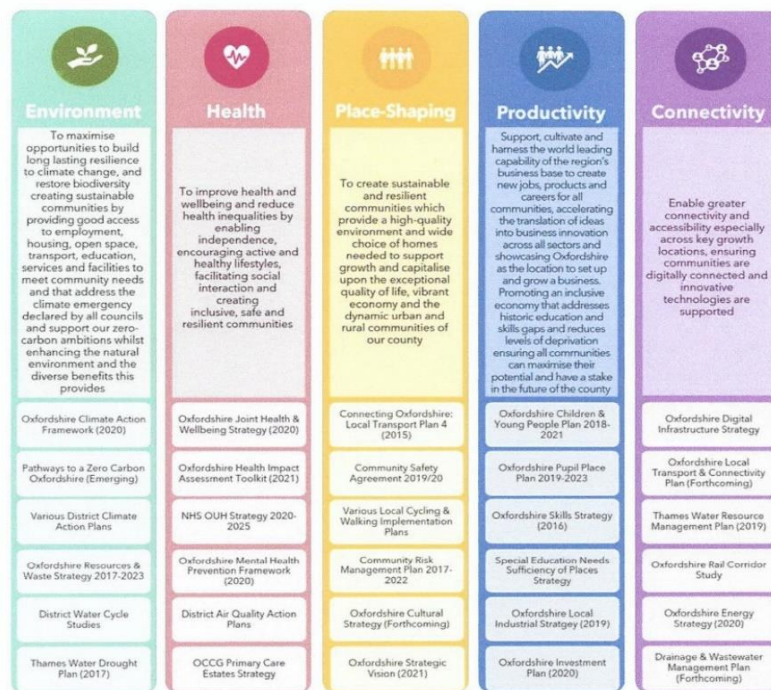 Environment
To maximise
opportunities to build
long lasting resilience
to climate change, and
restore biodiversity
creating sustainable
communities by
providing good access
to employment,
housing, open space,
transport, education,
services and facilities to
meet community needs
and that address the
climate emergency
declared by all councils
and support our zero-
carbon ambitions whilst
enhancing the natural
environment and the
diverse benefits this
provides
Oxfordshire Climate Action
Framework (2020)
Pathways to a Zero Carbon
Oxfordshire (Emerging)
Various District Climate
Action Plans
Oxfordshire Resources &
Waste Strategy 2017-2023
District Water Cycle
Studies
Thames Water Drought
Plan (2017)
Health
To improve health and
wellbeing and reduce
health inequalities by
enabling
independence,
encouraging active and
healthy lifestyles,
facilitating social
interaction and
creating
inclusive, safe and
resilient communities
Oxfordshire Joint Health &
Wellbeing Strategy (2020)
Oxfordshire Health Impact
Assessment Toolkit (2021)
NHS OUH Strategy 2020-
2025
Oxfordshire Mental Health
Prevention Framework
(2020)
District Air Quality Action
Plans
OCCG Primary Care
Estates Strategy
Place-Shaping
To create sustainable
and resilient
communities which
provide a high-quality
environment and wide
choice of homes
needed to support
growth and capitalise
upon the exceptional
quality of life, vibrant
economy and the
dynamic urban and
rural communities of
our county
Connecting Oxfordshire:
Local Transport Plan 4
(2015)
Community Safety
Agreement 2019/20
Various Local Cycling &
Walking Implementation
Plans
Community Risk
Management Plan 2017-
2022
Oxfordshire Cultural
Strategy (Forthcoming)
Oxfordshire Strategic
Vision (2021)
Productivity
Support, cultivate and
harness the world leading
capability of the region's
business base to create
new jobs, products and
careers for all
communities, accelerating
the translation of ideas
into business innovation
across all sectors and
showcasing Oxfordshire
as the location to set up
and grow a business.
Promoting an inclusive
economy that addresses
historic education and
skills gaps and reduces
levels of deprivation
ensuring all communities
can maximise their
potential and have a stake
in the future of the county
Oxfordshire Children &
Young People Plan 2018-
2021
Oxfordshire Pupil Place
Plan 2019-2023
Oxfordshire Skills Strategy
(2016)
Special Education Needs
Sufficiency of Places
Strategy
Oxfordshire Local
Industrial Stratgey (2019)
Oxfordshire Investment
Plan (2020)
Connectivity
Enable greater
connectivity and
accessibility especially
across key growth
locations, ensuring
communities are
digitally connected and
innovative
technologies are
supported
Oxfordshire Digital
Infrastructure Strategy
Oxfordshire Local
Transport & Connectivity
Plan (Forthcoming)
Thames Water Resource
Management Plan (2019)
Oxfordshire Rail Corridor
Study
Oxfordshire Energy
Strategy (2020)
Drainage & Wastewater
Management Plan
(Forthcoming)